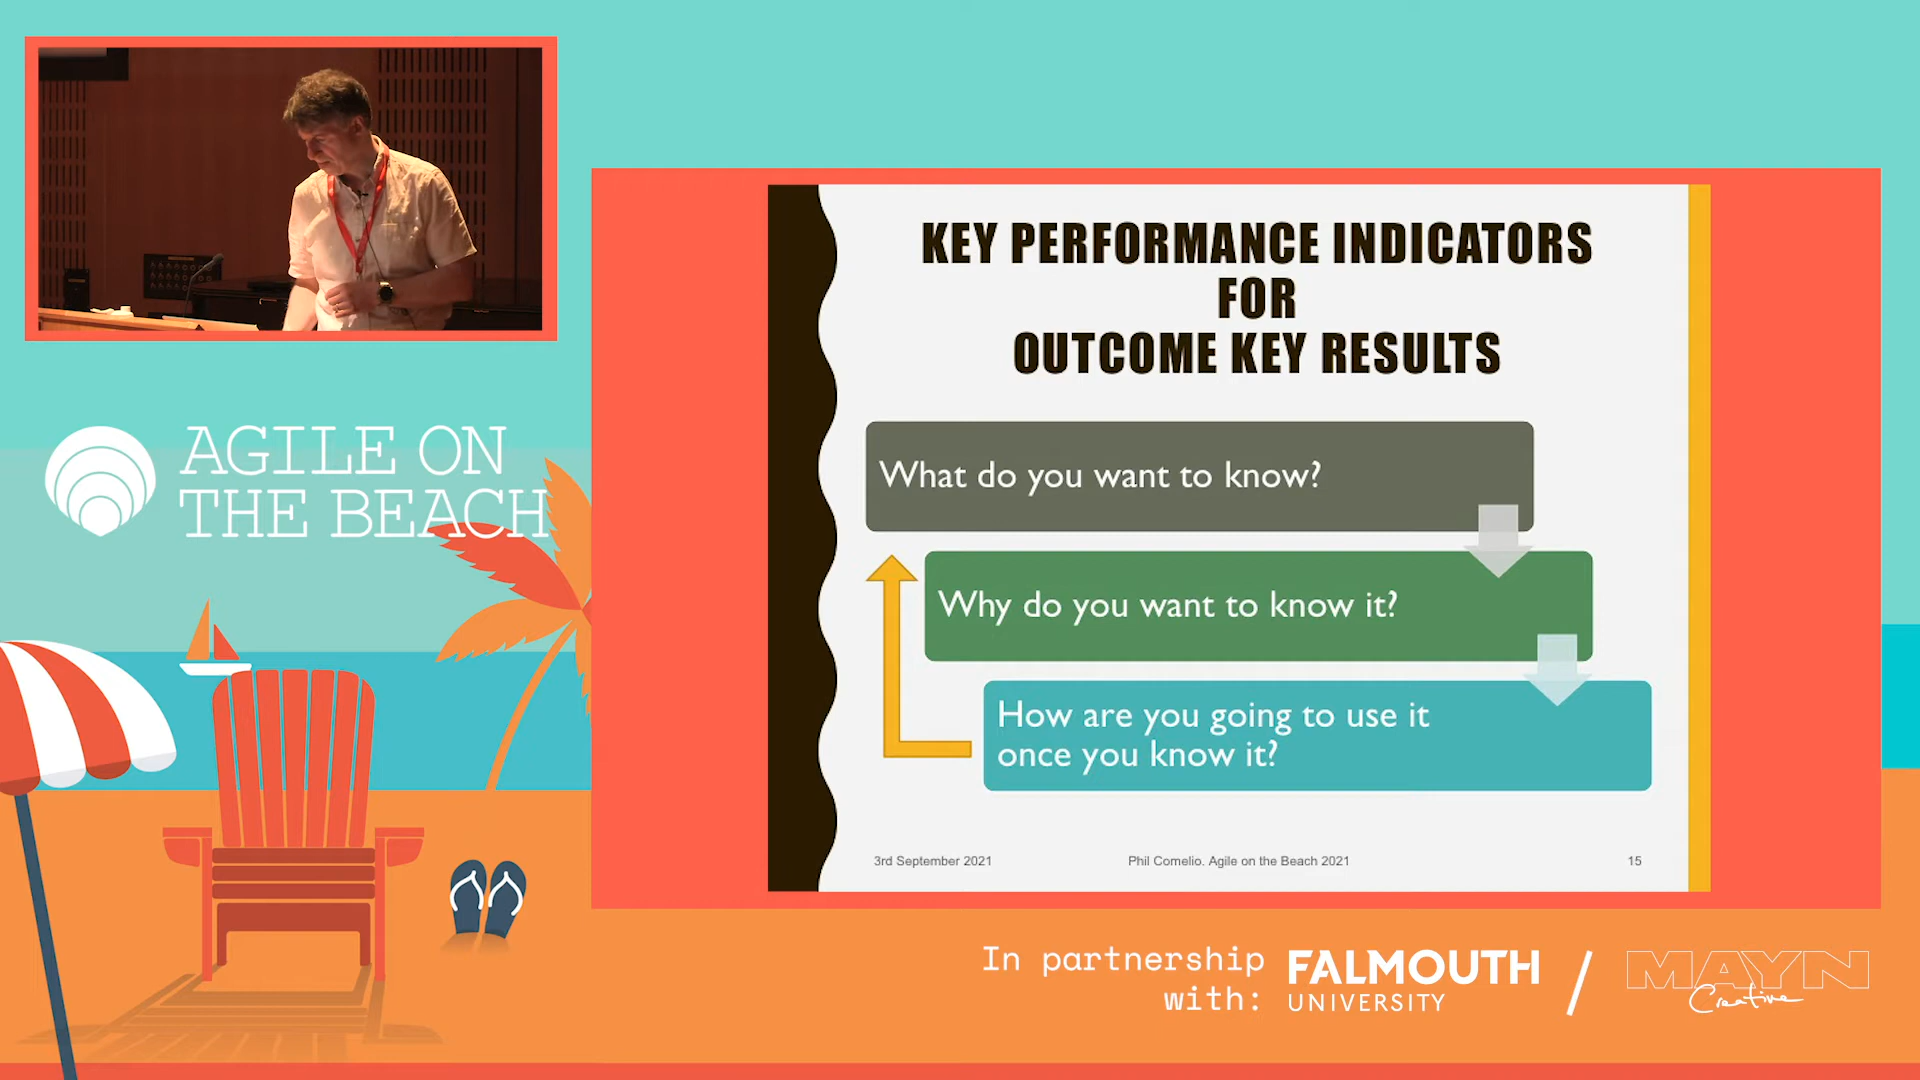 AGILE ON
THE BEACH
KEY PERFORMANCE INDICATORS
FOR
OUTCOME KEY RESULTS
What do you want to know?
Why do you want to know it?
How are you going to use it
once you know it?
3rd September 2021
Phil Comelio. Agile on the Beach 2021
15
In partnership
with:
FALMOUTH
UNIVERSITY
/
MAYN
Creative